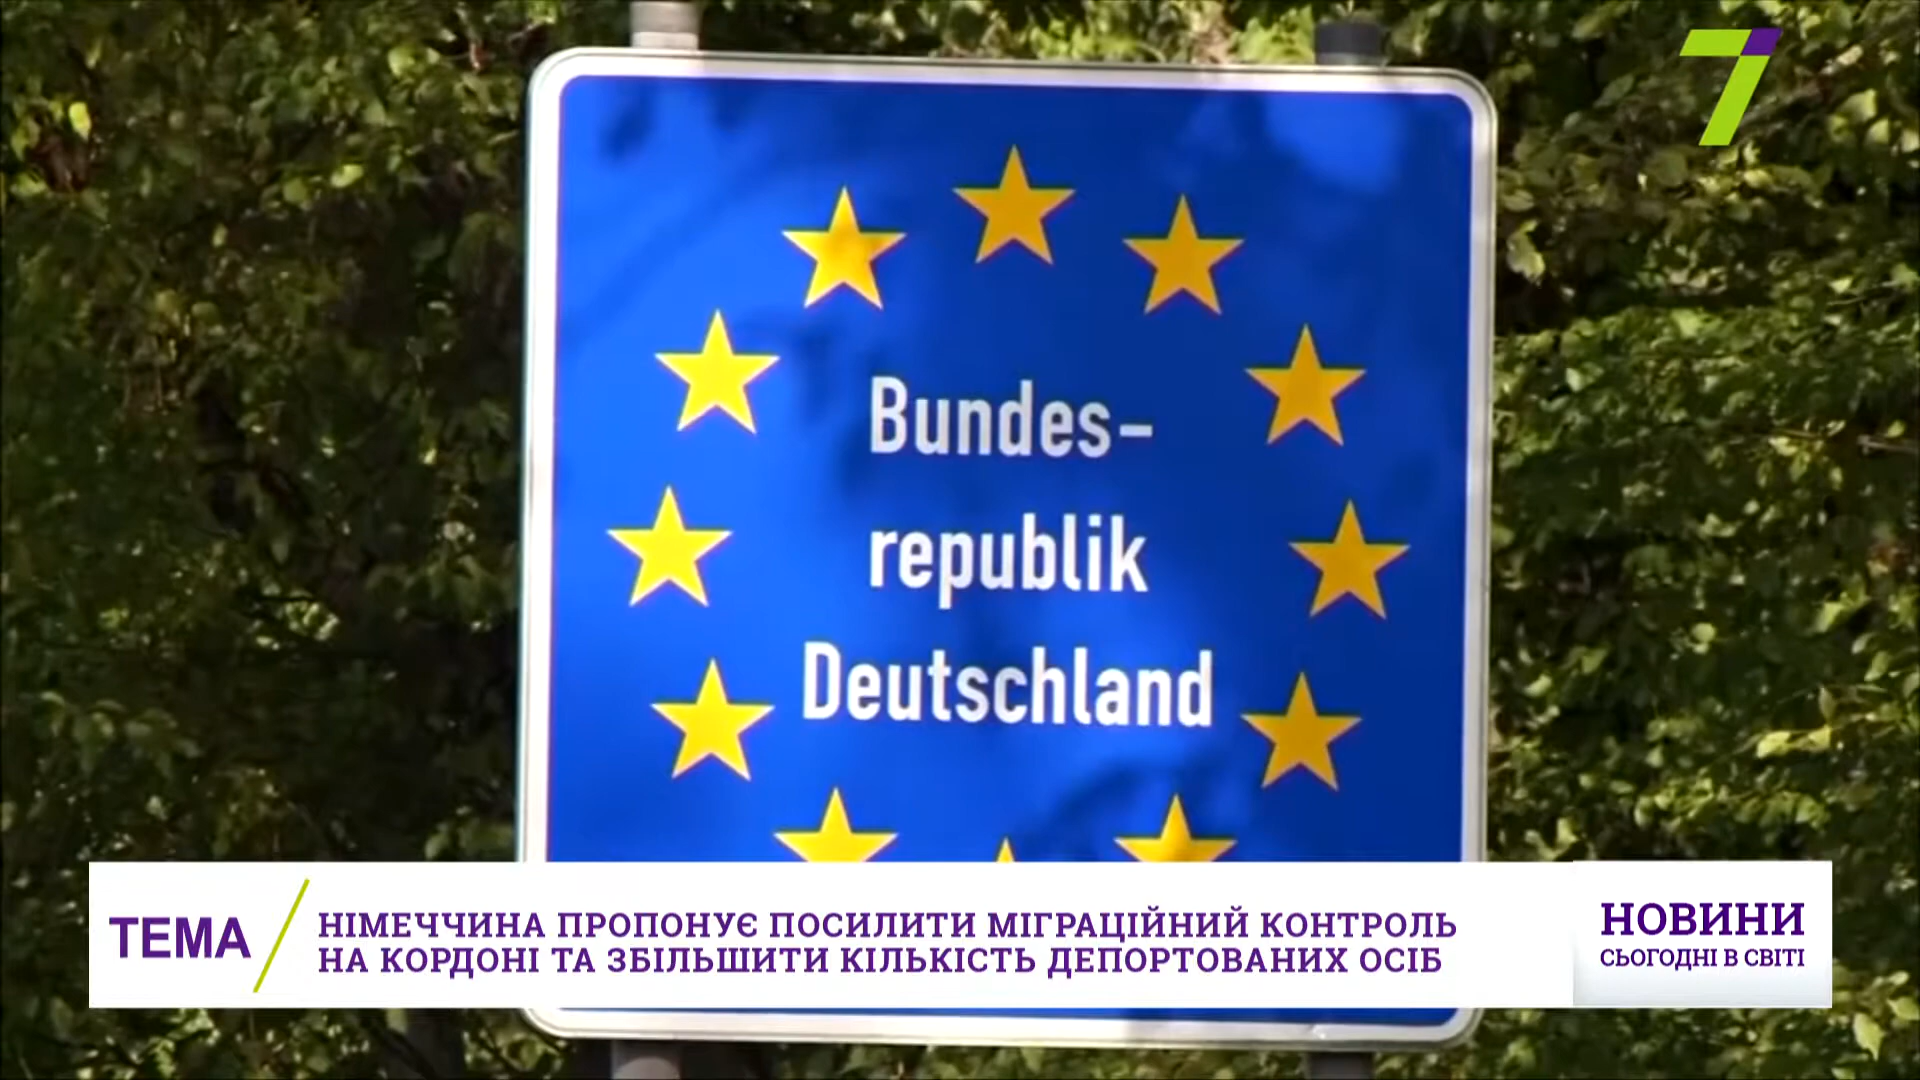 7
Bundes-
republik
Deutschland
ТЕМА
НІМЕЧЧИНА ПРОПОНУЄ ПОСИЛИТИ МІГРАЦІЙНИЙ КОНТРОЛЬ
НА КОРДОНІ ТА ЗБІЛЬШИТИ КІЛЬКІСТЬ ДЕПОРТОВАНИХ ОСІБ
НОВИНИ
СЬОГОДНІ В СВІТІ